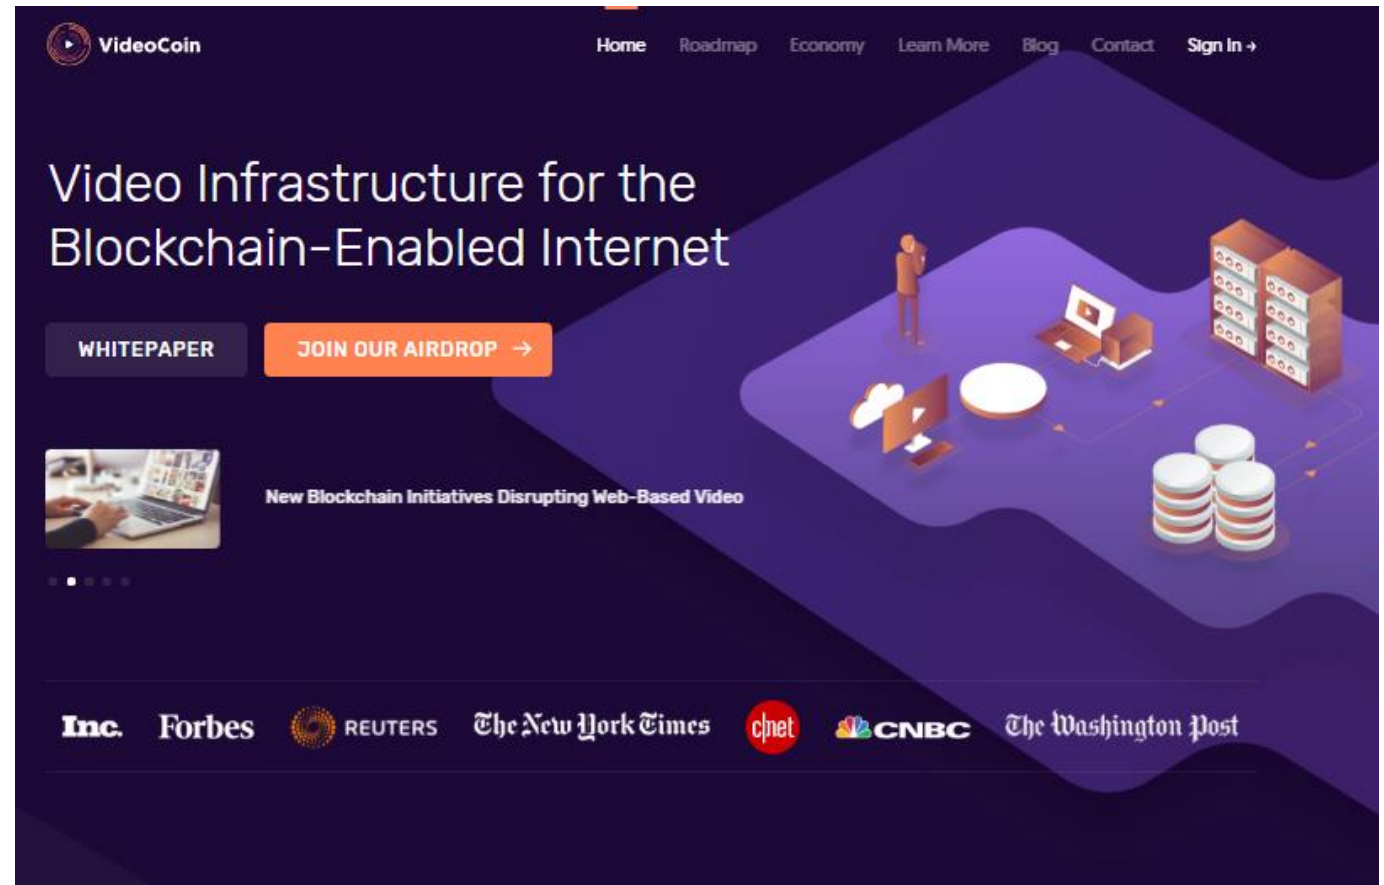 VideoCoin
Home Roadmap Economy Learn More Blog Contact Sign In →
Video Infrastructure for the
Blockchain-Enabled Internet
WHITEPAPER JOIN OUR AIRDROP →
New Blockchain Initiatives Disrupting Web-Based Video
Inc. Forbes REUTERS The New York Times c|net CNBC The Washington Post